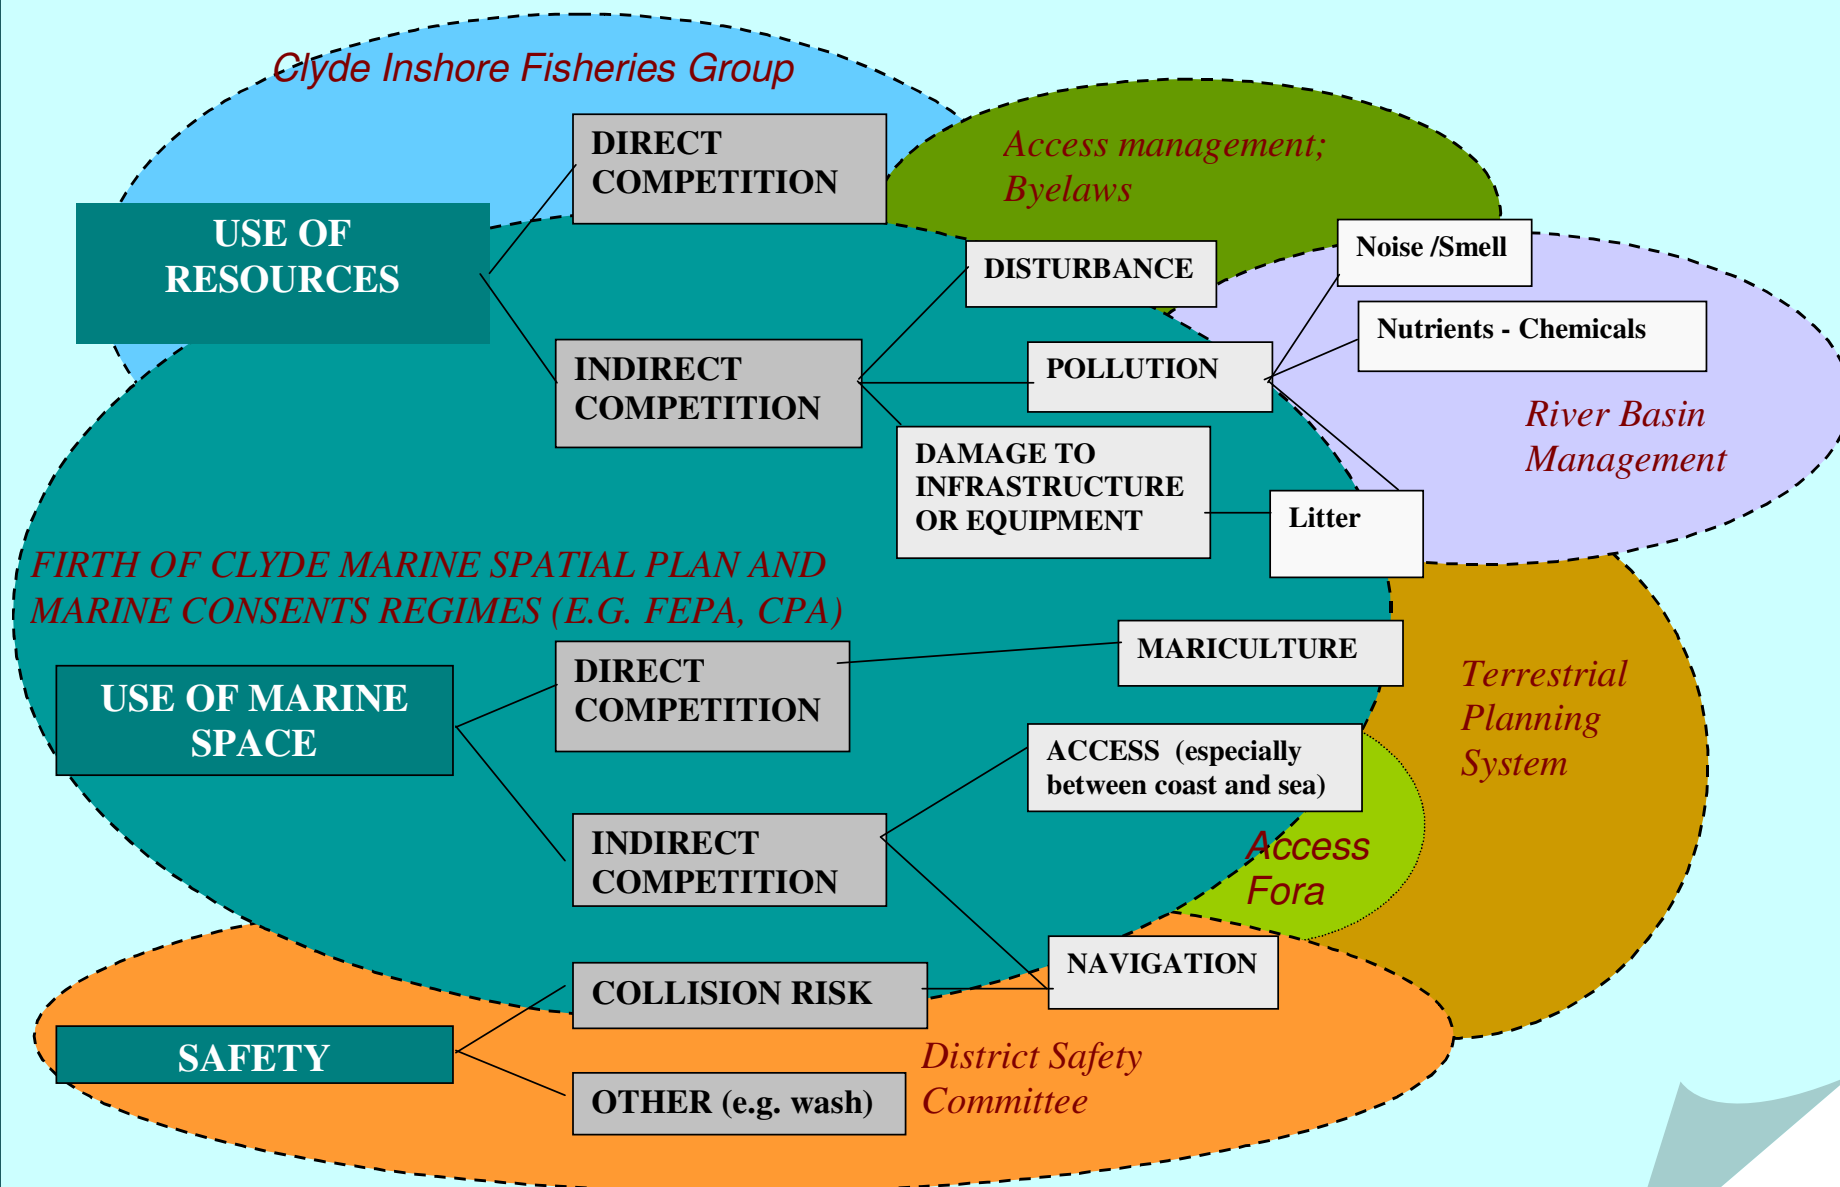 Clyde Inshore Fisheries Group
DIRECT
COMPETITION
Access management;
Byelaws
USE OF
RESOURCES
DISTURBANCE
Noise /Smell
Nutrients - Chemicals
INDIRECT
COMPETITION
POLLUTION
River Basin
Management
DAMAGE TO
INFRASTRUCTURE
OR EQUIPMENT
Litter
FIRTH OF CLYDE MARINE SPATIAL PLAN AND
MARINE CONSENTS REGIMES (E.G. FEPA, CPA)
DIRECT
COMPETITION
MARICULTURE
Terrestrial
Planning
System
USE OF MARINE
SPACE
ACCESS  (especially
between coast and sea)
INDIRECT
COMPETITION
Access
Fora
NAVIGATION
COLLISION RISK
SAFETY
District Safety
Committee
OTHER (e.g. wash)